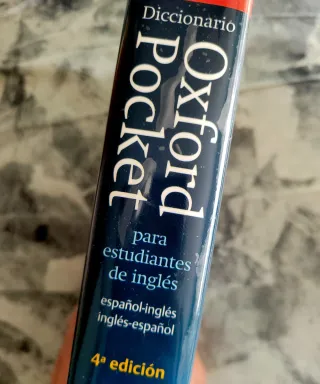 Diccionario
Oxford
Pocket
para
estudiantes
de inglés
español-inglés
inglés-español
4ª edición